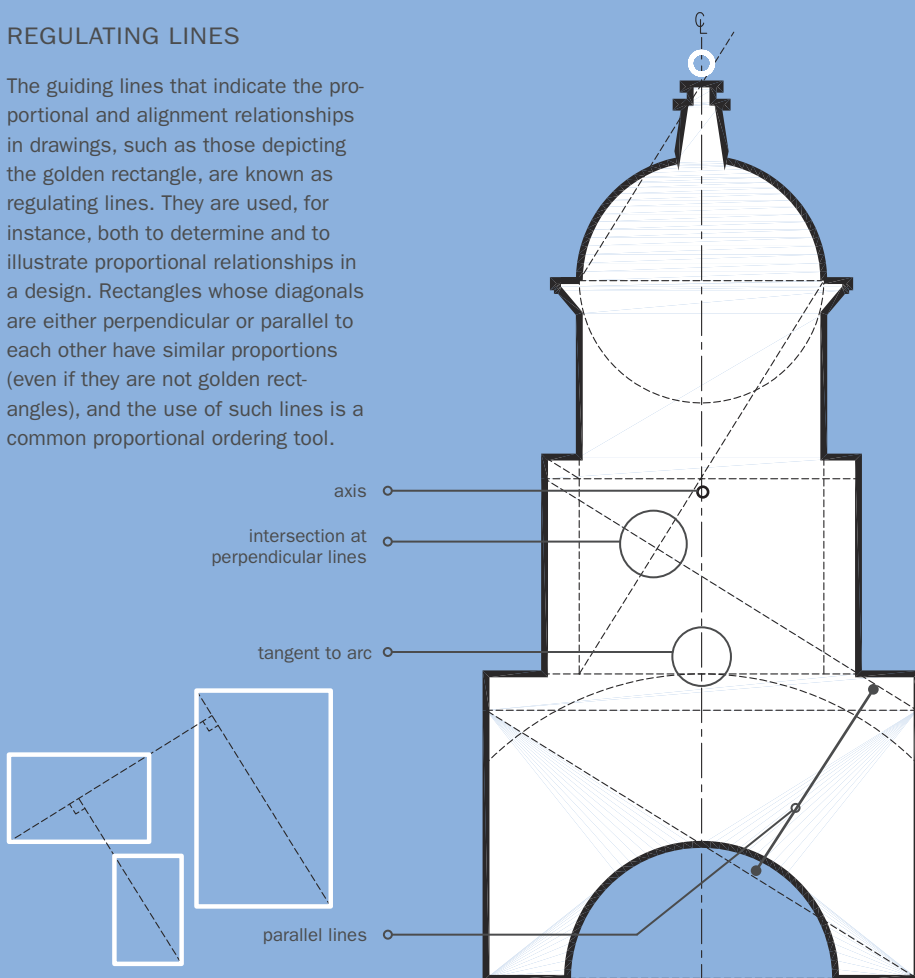 REGULATING LINES
The guiding lines that indicate the pro-
portional and alignment relationships
in drawings, such as those depicting
the golden rectangle, are known as
regulating lines. They are used, for
instance, both to determine and to
illustrate proportional relationships in
a design. Rectangles whose diagonals
are either perpendicular or parallel to
each other have similar proportions
(even if they are not golden rect-
angles), and the use of such lines is a
common proportional ordering tool.
CL
axis
intersection at
perpendicular lines
tangent to arc
parallel lines